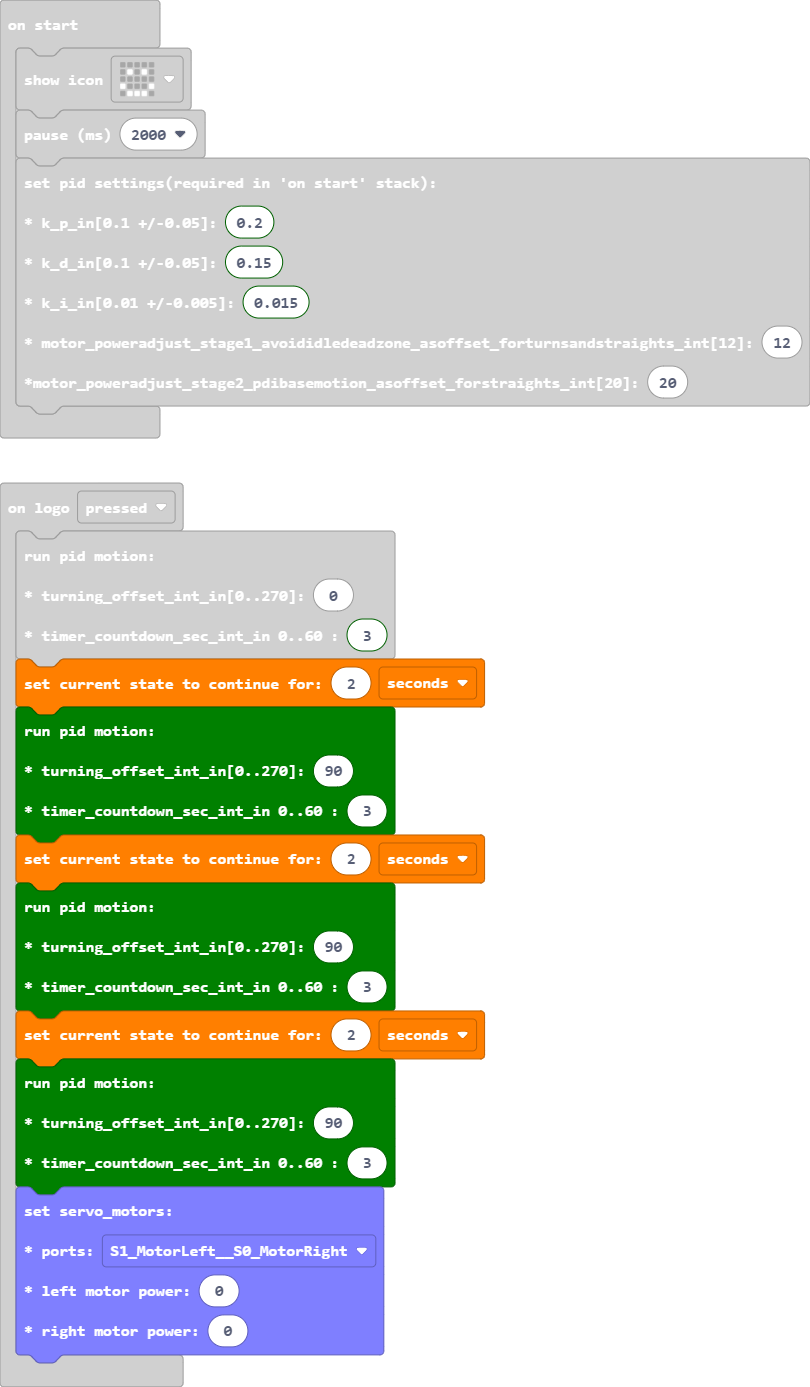 on start
show icon
pause (ms) 2000
set pid settings(required in 'on start' stack):
* k_p_in[0.1 +/-0.05]: 0.2
* k_d_in[0.1 +/-0.05]: 0.15
* k_i_in[0.01 +/-0.005]: 0.015
* motor_poweradjust_stage1_avoididledeadzone_asoffset_forturnsandstraights_int[12]: 12
*motor_poweradjust_stage2_pdibasemotion_asoffset_forstraights_int[20]: 20
on logo pressed
run pid motion:
* turning_offset_int_in[0..270]: 0
* timer_countdown_sec_int_in 0..60 : 3
set current state to continue for: 2 seconds
run pid motion:
* turning_offset_int_in[0..270]: 90
* timer_countdown_sec_int_in 0..60 : 3
set current state to continue for: 2 seconds
run pid motion:
* turning_offset_int_in[0..270]: 90
* timer_countdown_sec_int_in 0..60 : 3
set current state to continue for: 2 seconds
run pid motion:
* turning_offset_int_in[0..270]: 90
* timer_countdown_sec_int_in 0..60 : 3
set servo_motors:
* ports: S1_MotorLeft__S0_MotorRight
* left motor power: 0
* right motor power: 0